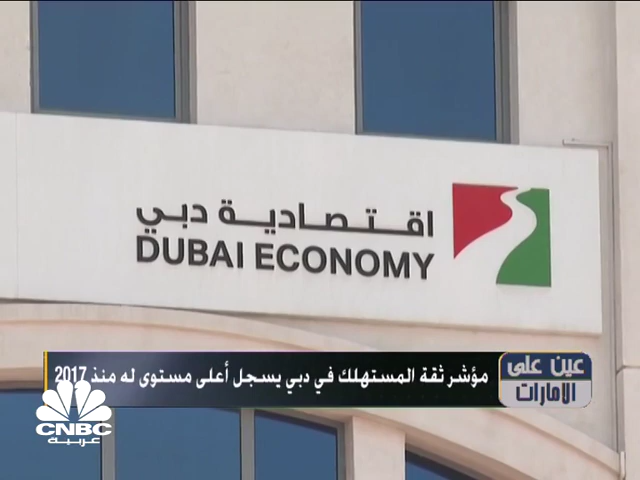 اقتصادية دبي
DUBAI ECONOMY
عين على
الامارات
مؤشر ثقة المستهلك في دبي يسجل أعلى مستوى له منذ 2017
CNBC
عربية